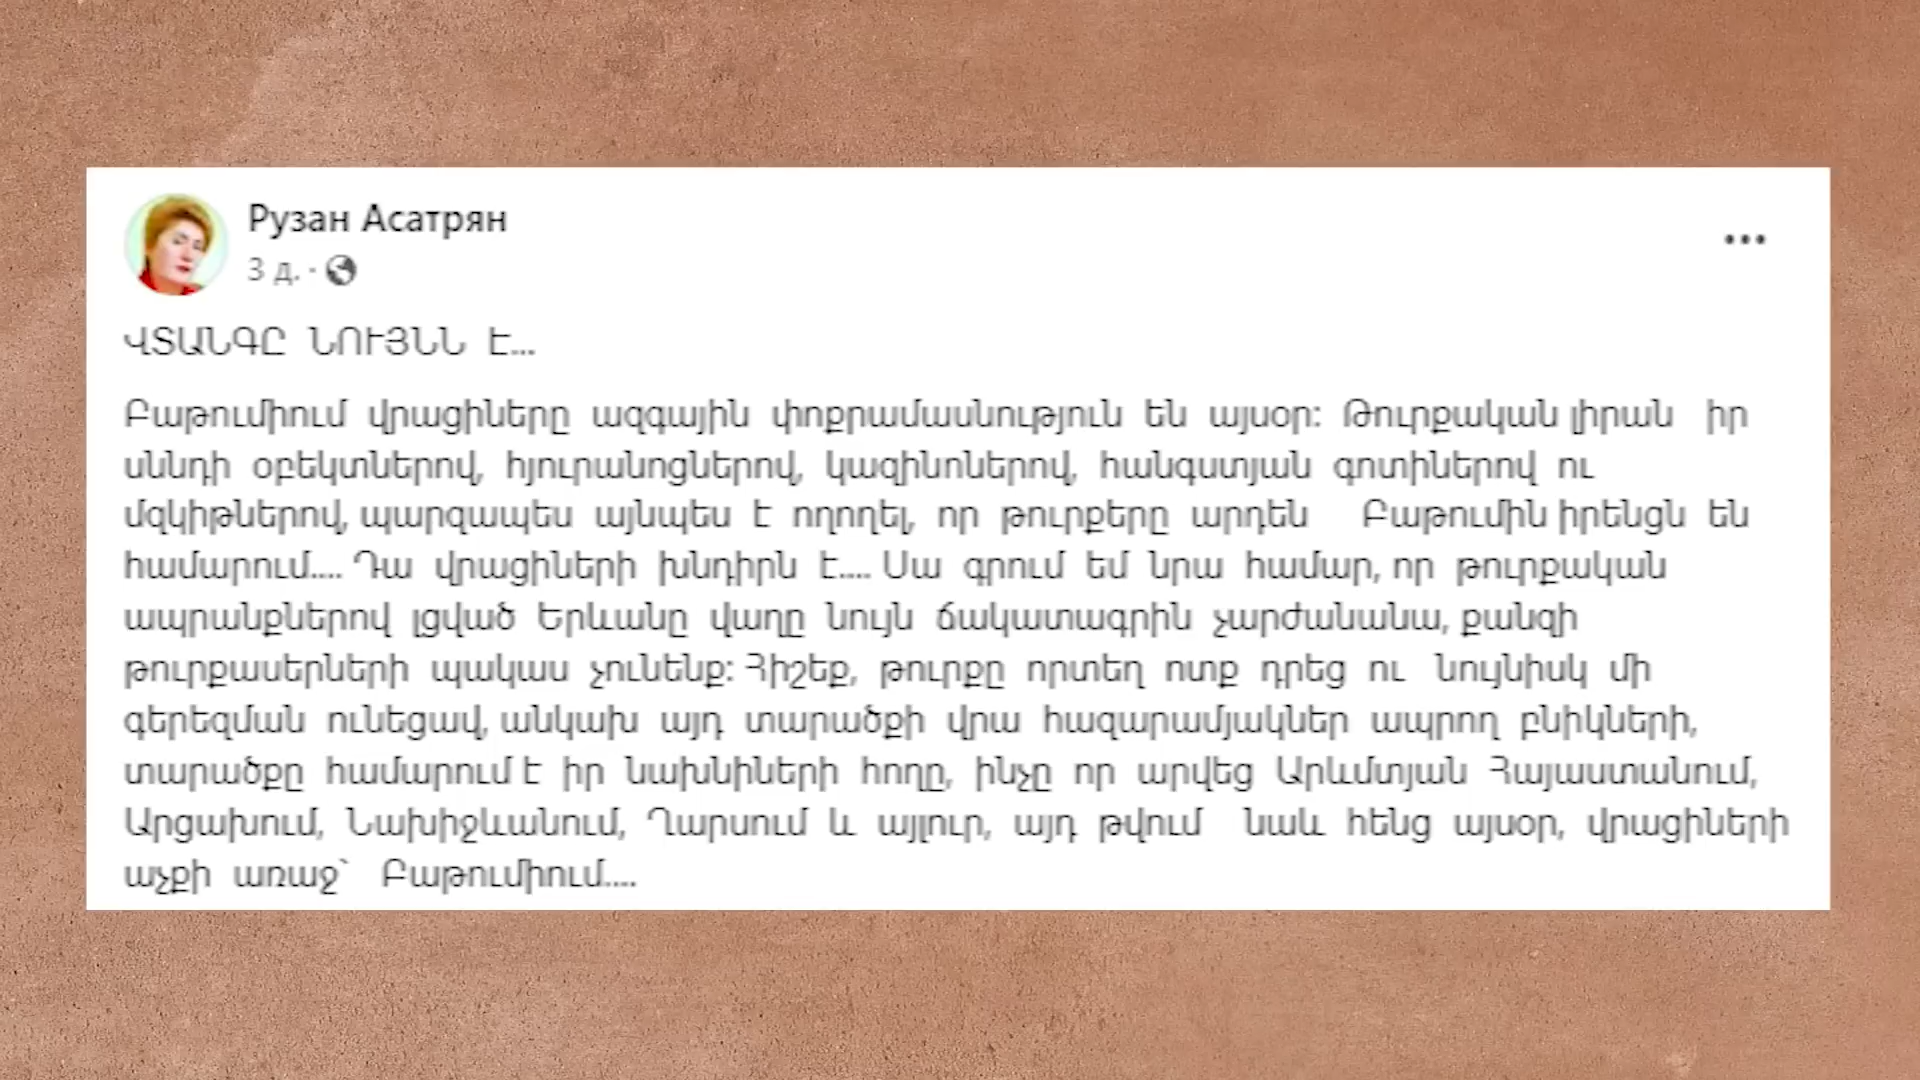 Рузан Асатрян
3 д. ·
ՎՏԱՆԳԸ ՆՈՒՅՆՆ Է...
Բաթումիում վրացիները ազգային փոքրամասնություն են այսօր: Թուրքական լիրան իր
սննդի օբեկտներով, հյուրանոցներով, կազինոներով, հանգստյան գոտիներով ու
մզկիթներով, պարզապես այնպես է ողողել, որ թուրքերը արդեն Բաթումին իրենցն են
համարում.... Դա վրացիների խնդիրն է.... Սա գրում եմ նրա համար, որ թուրքական
ապրանքներով լցված Երևանը վաղը նույն ճակատագրին չարժանանա, քանզի
թուրքասերների պակաս չունենք: Հիշեք, թուրքը որտեղ ոտք դրեց ու նույնիսկ մի
գերեզման ունեցավ, անկախ այդ տարածքի վրա հազարամյակներ ապրող բնիկների,
տարածքը համարում է իր նախնիների հողը, ինչը որ արվեց Արևմտյան Հայաստանում,
Արցախում, Նախիջևանում, Ղարսում և այլուր, այդ թվում նաև հենց այսօր, վրացիների
աչքի առաջ՝ Բաթումիում....